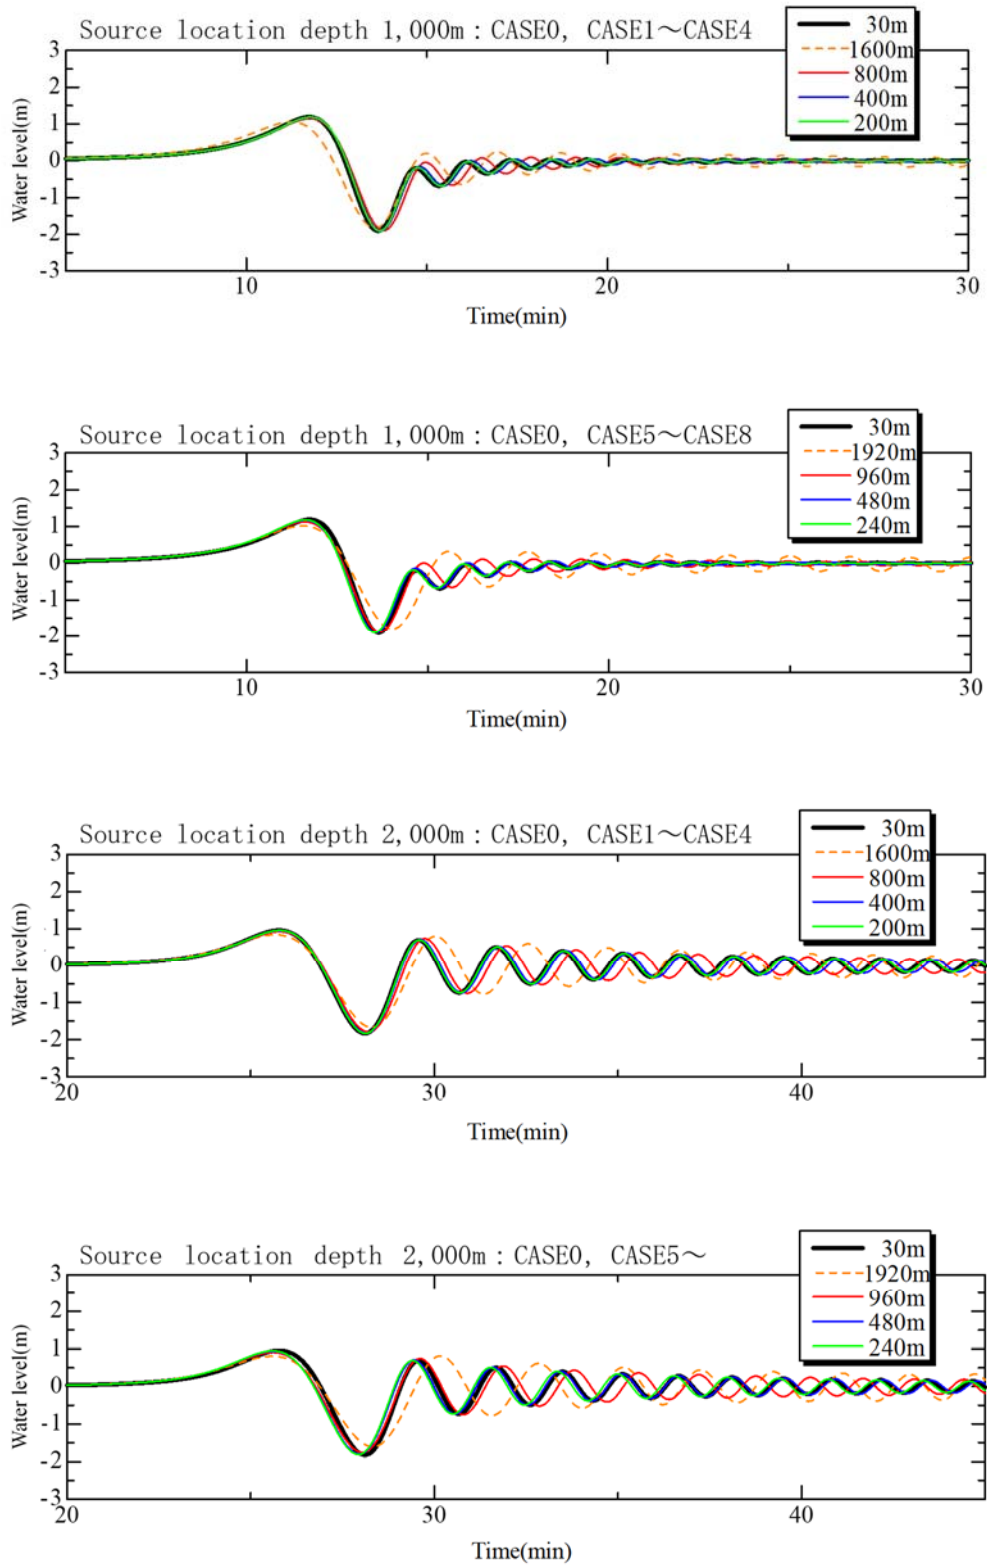 Source location depth 1,000m : CASE0, CASE1～CASE4
30m
1600m
800m
400m
200m
3
2
1
0
-1
-2
-3
Water level(m)
10
20
30
Time(min)
Source location depth 1,000m : CASE0, CASE5～CASE8
30m
1920m
960m
480m
240m
3
2
1
0
-1
-2
-3
Water level(m)
10
20
30
Time(min)
Source location depth 2,000m : CASE0, CASE1～CASE4
30m
1600m
800m
400m
200m
3
2
1
0
-1
-2
-3
Water level(m)
20
30
40
Time(min)
Source location depth 2,000m : CASE0, CASE5～
30m
1920m
960m
480m
240m
3
2
1
0
-1
-2
-3
Water level(m)
20
30
40
Time(min)